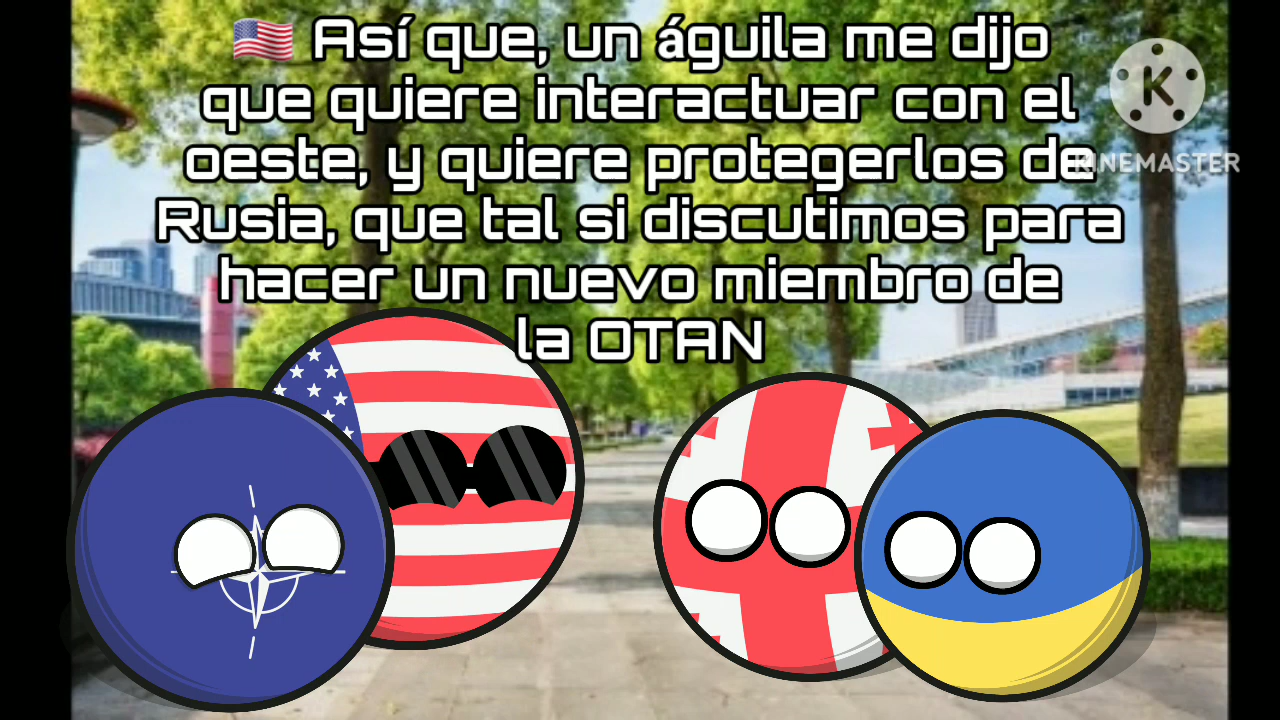 🇺🇸 Así que, un águila me dijo
que quiere interactuar con el
oeste, y quiere protegerlos de
Rusia, que tal si discutimos para
hacer un nuevo miembro de
la OTAN
K
KINEMASTER